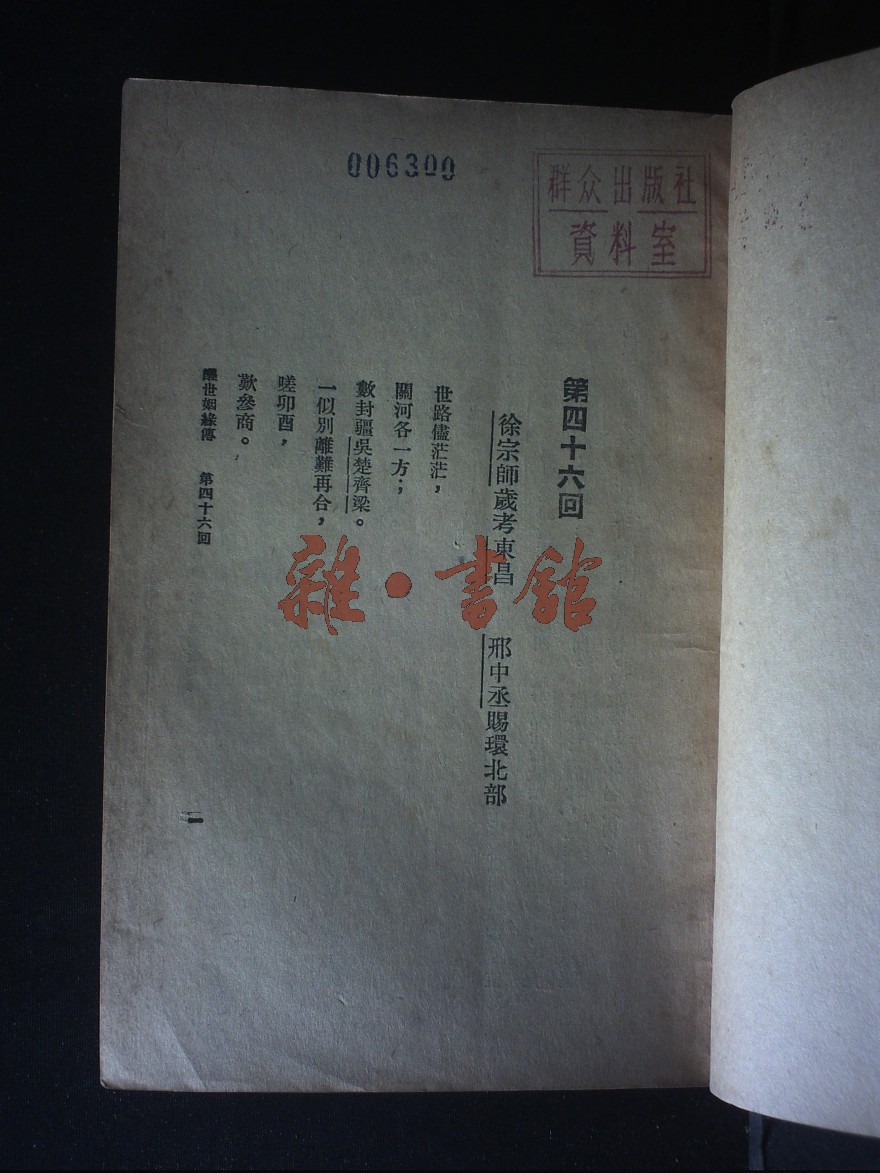 006300
群众出版社
資料室
第四十六回
徐宗師歲考東昌　邢中丞賜環北部
世路儘茫茫，
關河各一方；
數封疆吳楚齊梁。
一似別離難再合，
嗟卯酉，
歎參商。
醒世姻緣傳　第四十六回
一
雜·書館